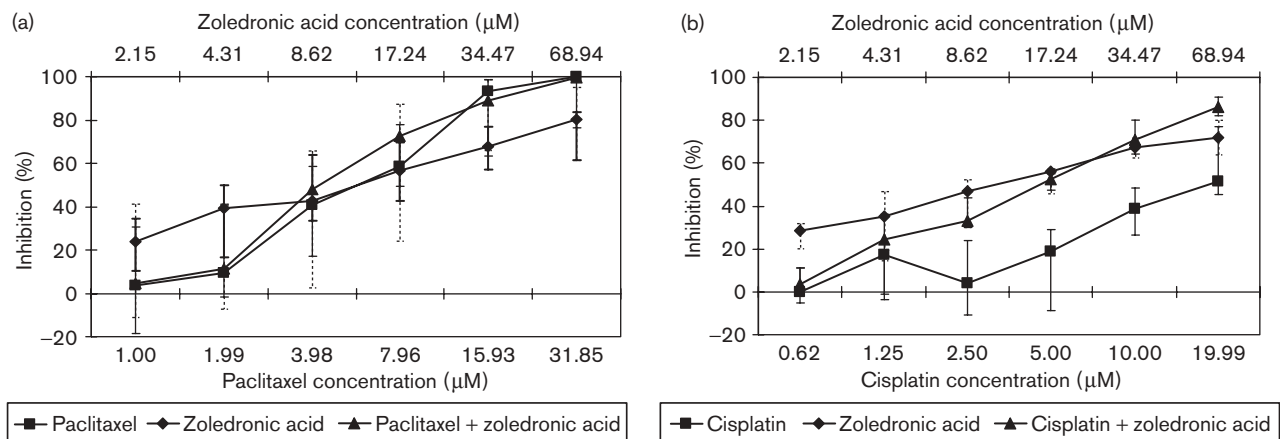 (a)
Zoledronic acid concentration (μM)
2.15 4.31 8.62 17.24 34.47 68.94
100
80
60
40
20
0
−20
Inhibition (%)
1.00 1.99 3.98 7.96 15.93 31.85
Paclitaxel concentration (μM)
Paclitaxel Zoledronic acid Paclitaxel + zoledronic acid
(b)
Zoledronic acid concentration (μM)
2.15 4.31 8.62 17.24 34.47 68.94
100
80
60
40
20
0
−20
Inhibition (%)
0.62 1.25 2.50 5.00 10.00 19.99
Cisplatin concentration (μM)
Cisplatin Zoledronic acid Cisplatin + zoledronic acid